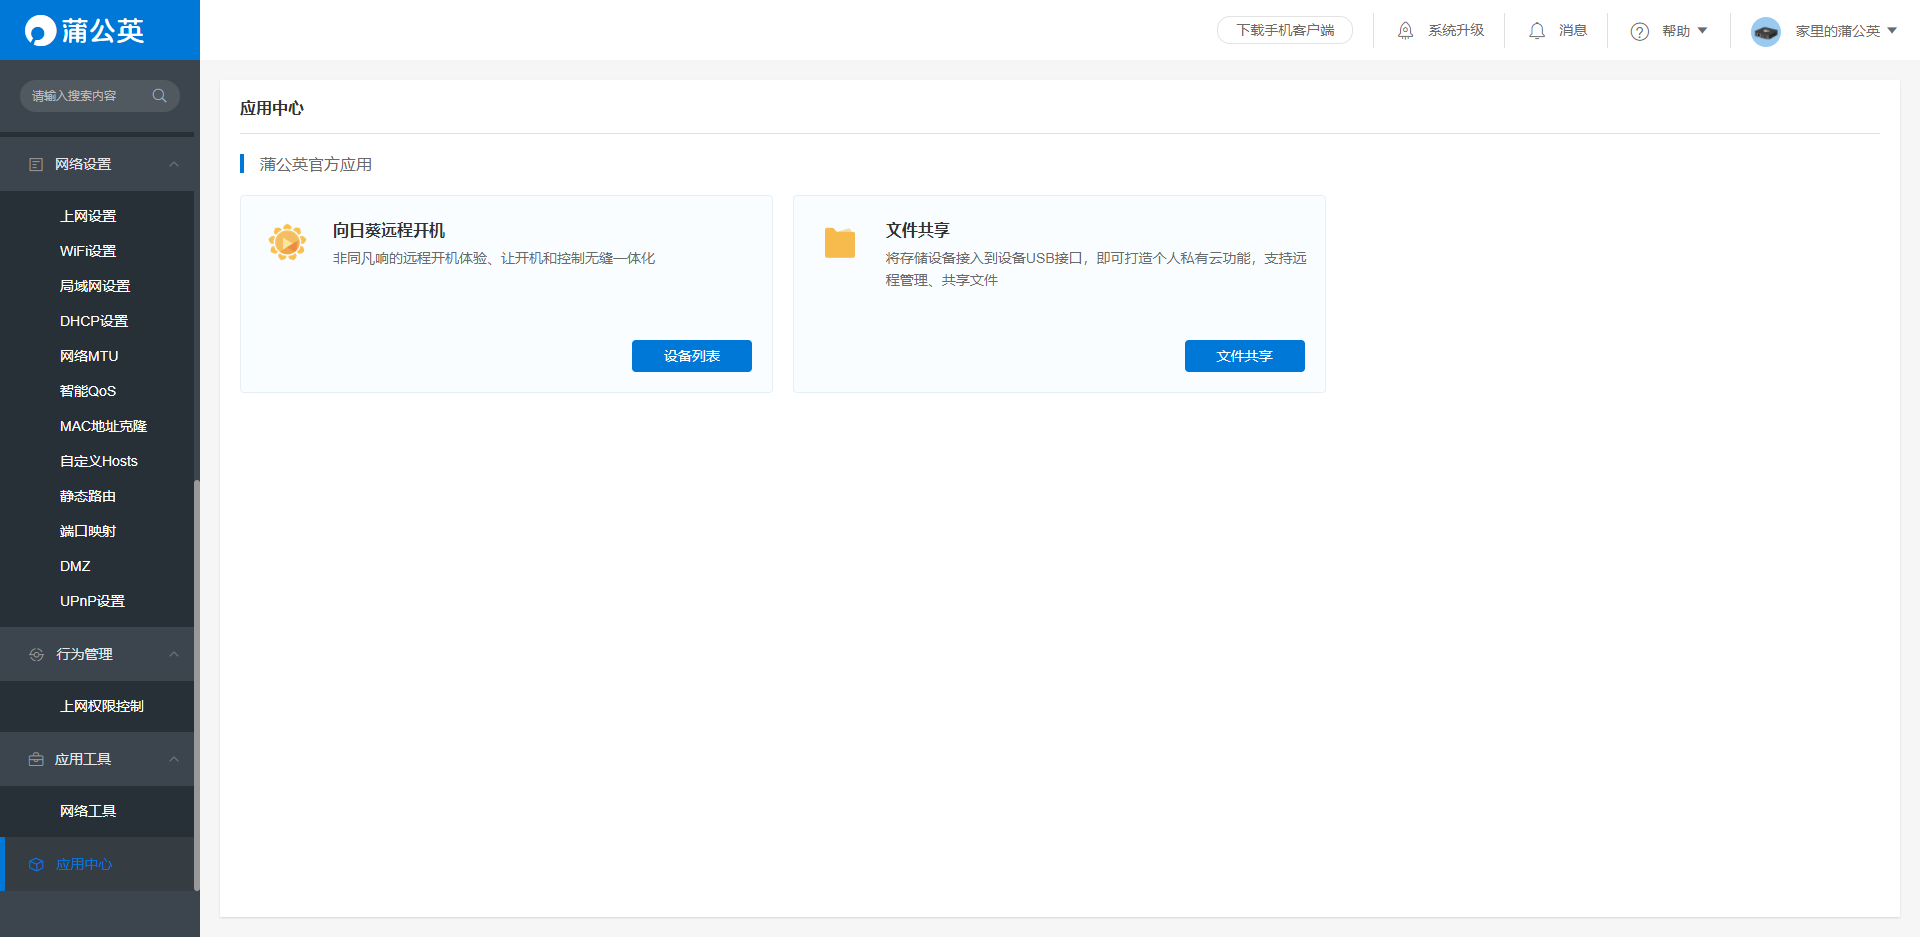 蒲公英
下载手机客户端
系统升级
消息
帮助
家里的蒲公英
请输入搜索内容
网络设置
上网设置
WiFi设置
局域网设置
DHCP设置
网络MTU
智能QoS
MAC地址克隆
自定义Hosts
静态路由
端口映射
DMZ
UPnP设置
行为管理
上网权限控制
应用工具
网络工具
应用中心
应用中心
蒲公英官方应用
向日葵远程开机
非同凡响的远程开机体验、让开机和控制无缝一体化
设备列表
文件共享
将存储设备接入到设备USB接口，即可打造个人私有云功能，支持远
程管理、共享文件
文件共享